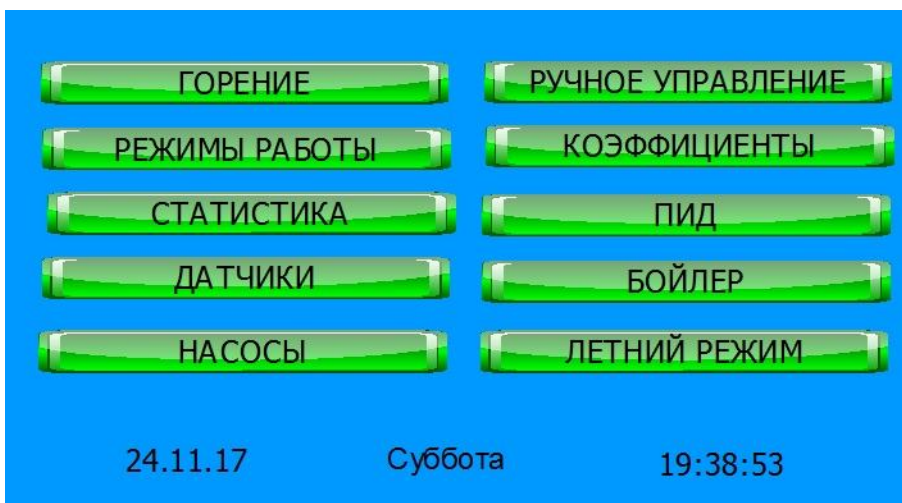 ГОРЕНИЕ
РУЧНОЕ УПРАВЛЕНИЕ
РЕЖИМЫ РАБОТЫ
КОЭФФИЦИЕНТЫ
СТАТИСТИКА
ПИД
ДАТЧИКИ
БОЙЛЕР
НАСОСЫ
ЛЕТНИЙ РЕЖИМ
24.11.17 Суббота 19:38:53